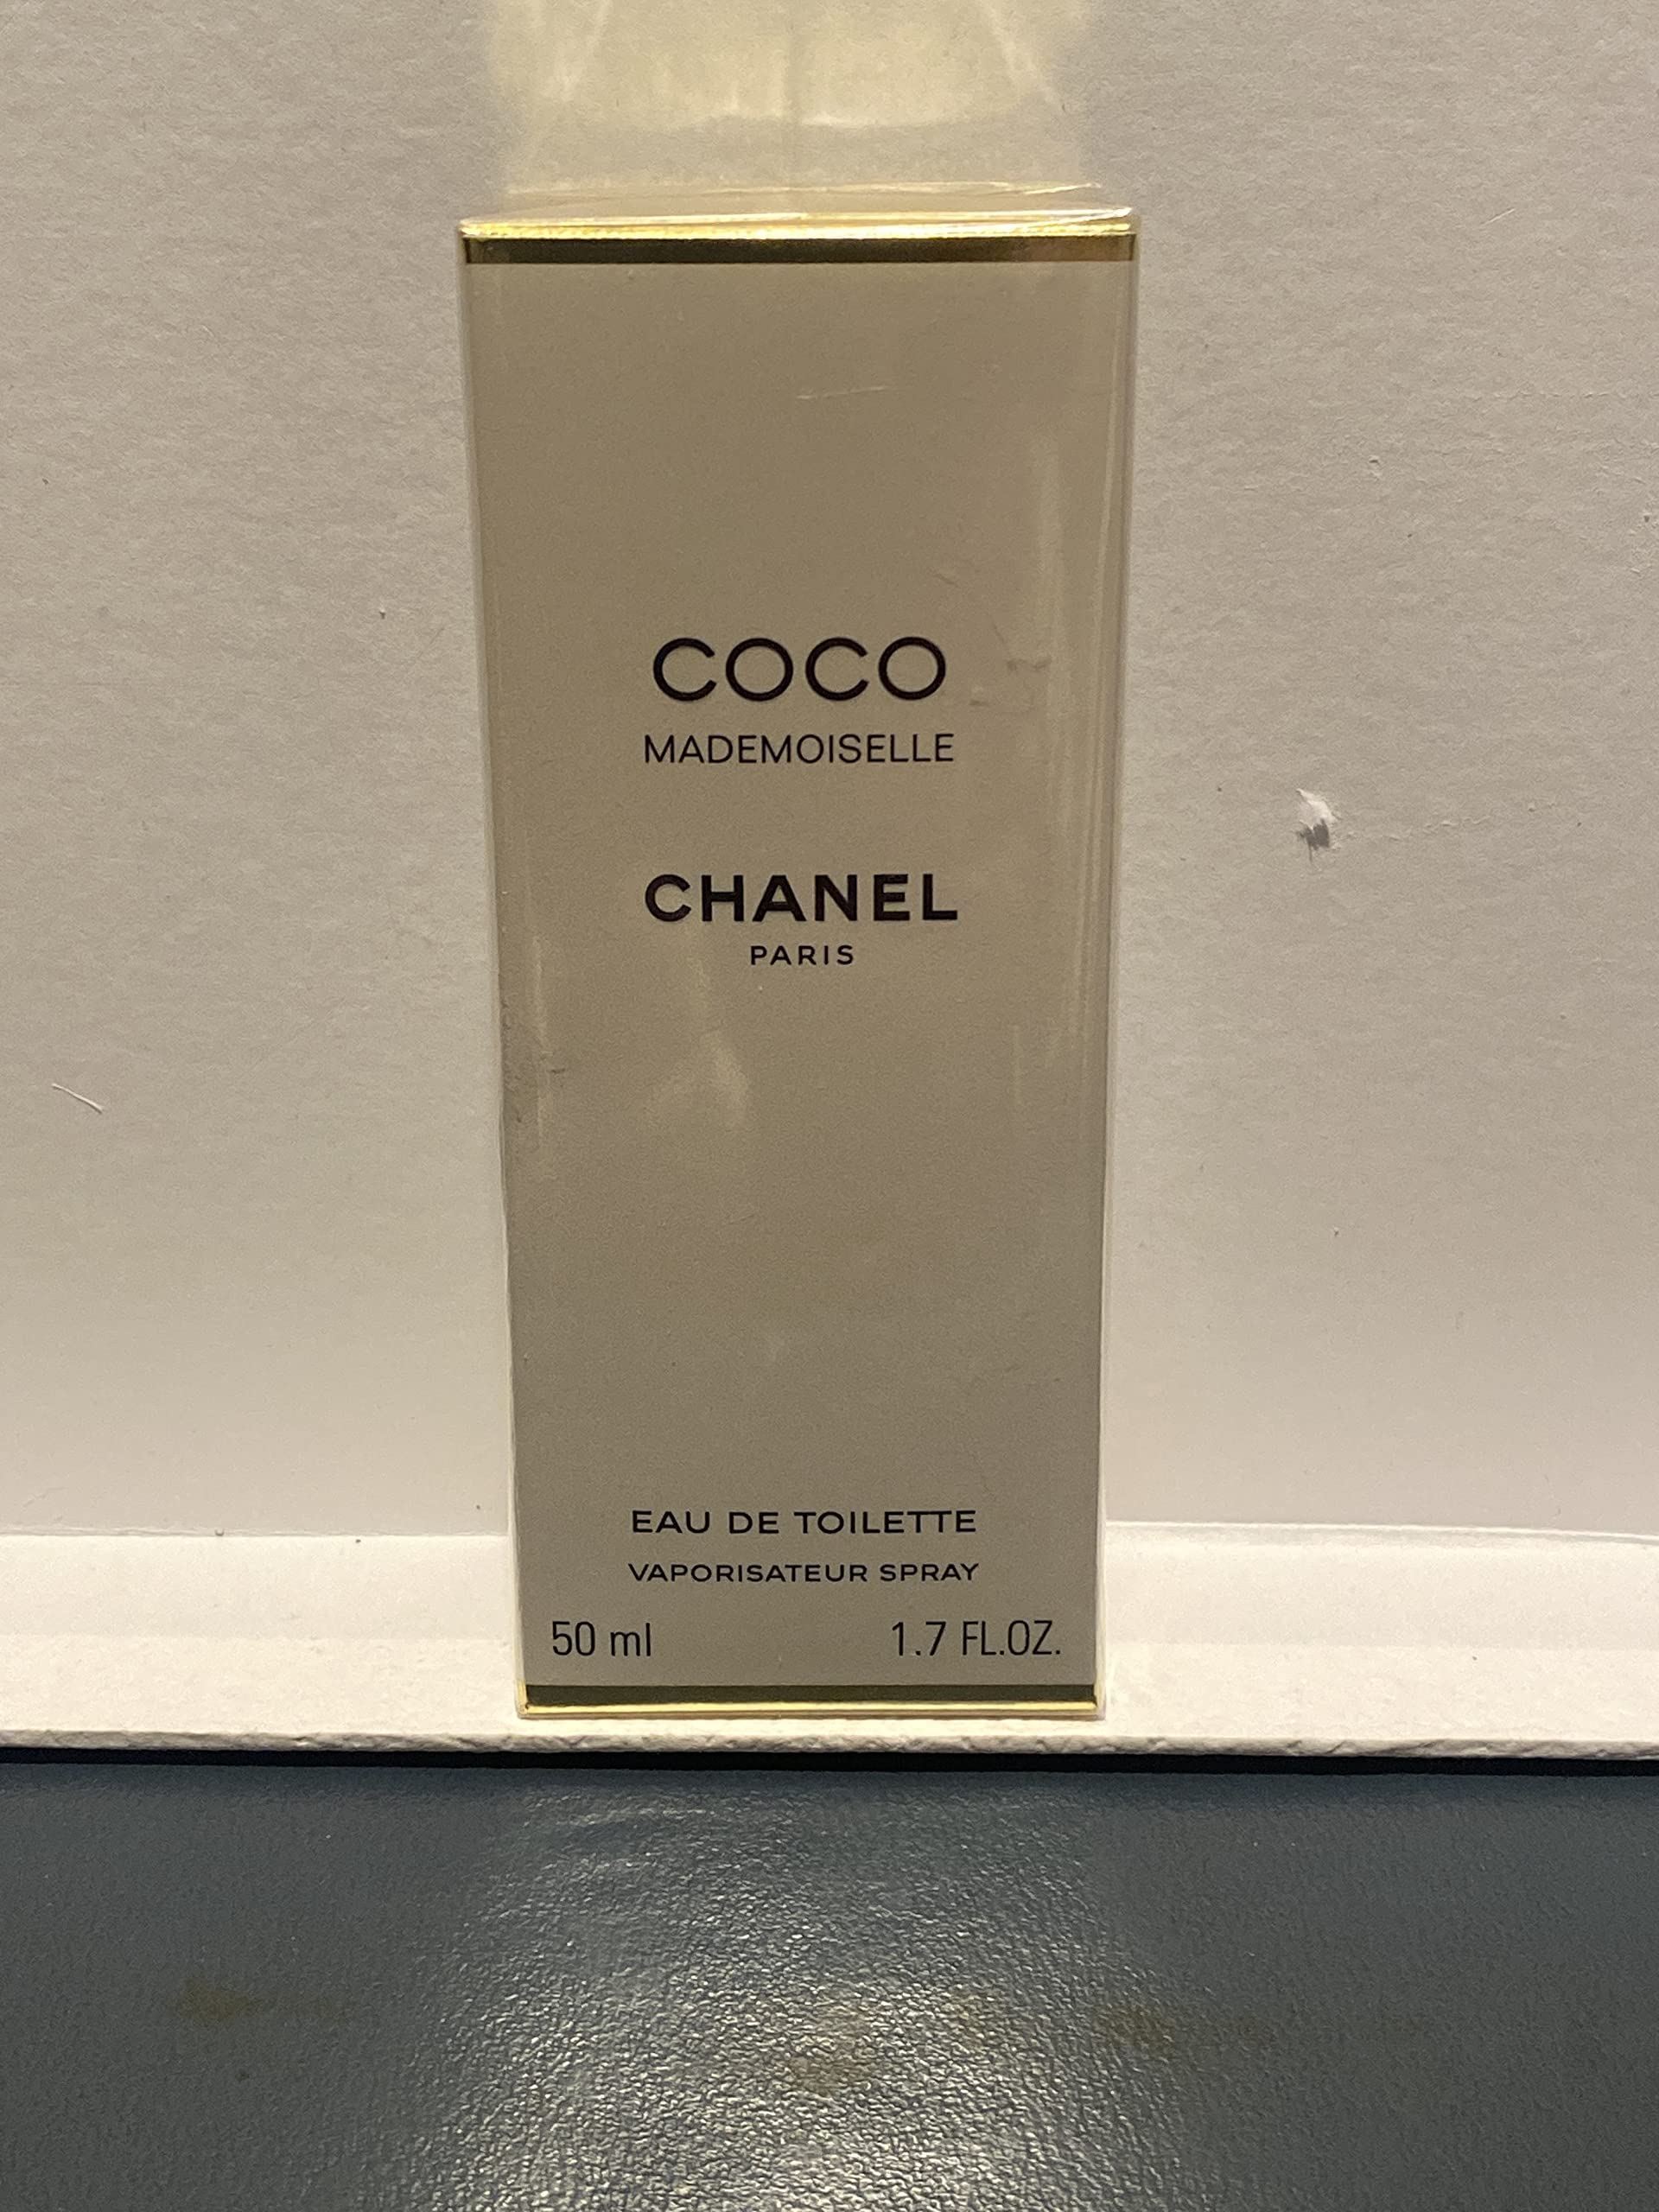 COCO
MADEMOISELLE
CHANEL
PARIS
EAU DE TOILETTE
VAPORISATEUR SPRAY
50 ml 1.7 FL.OZ.